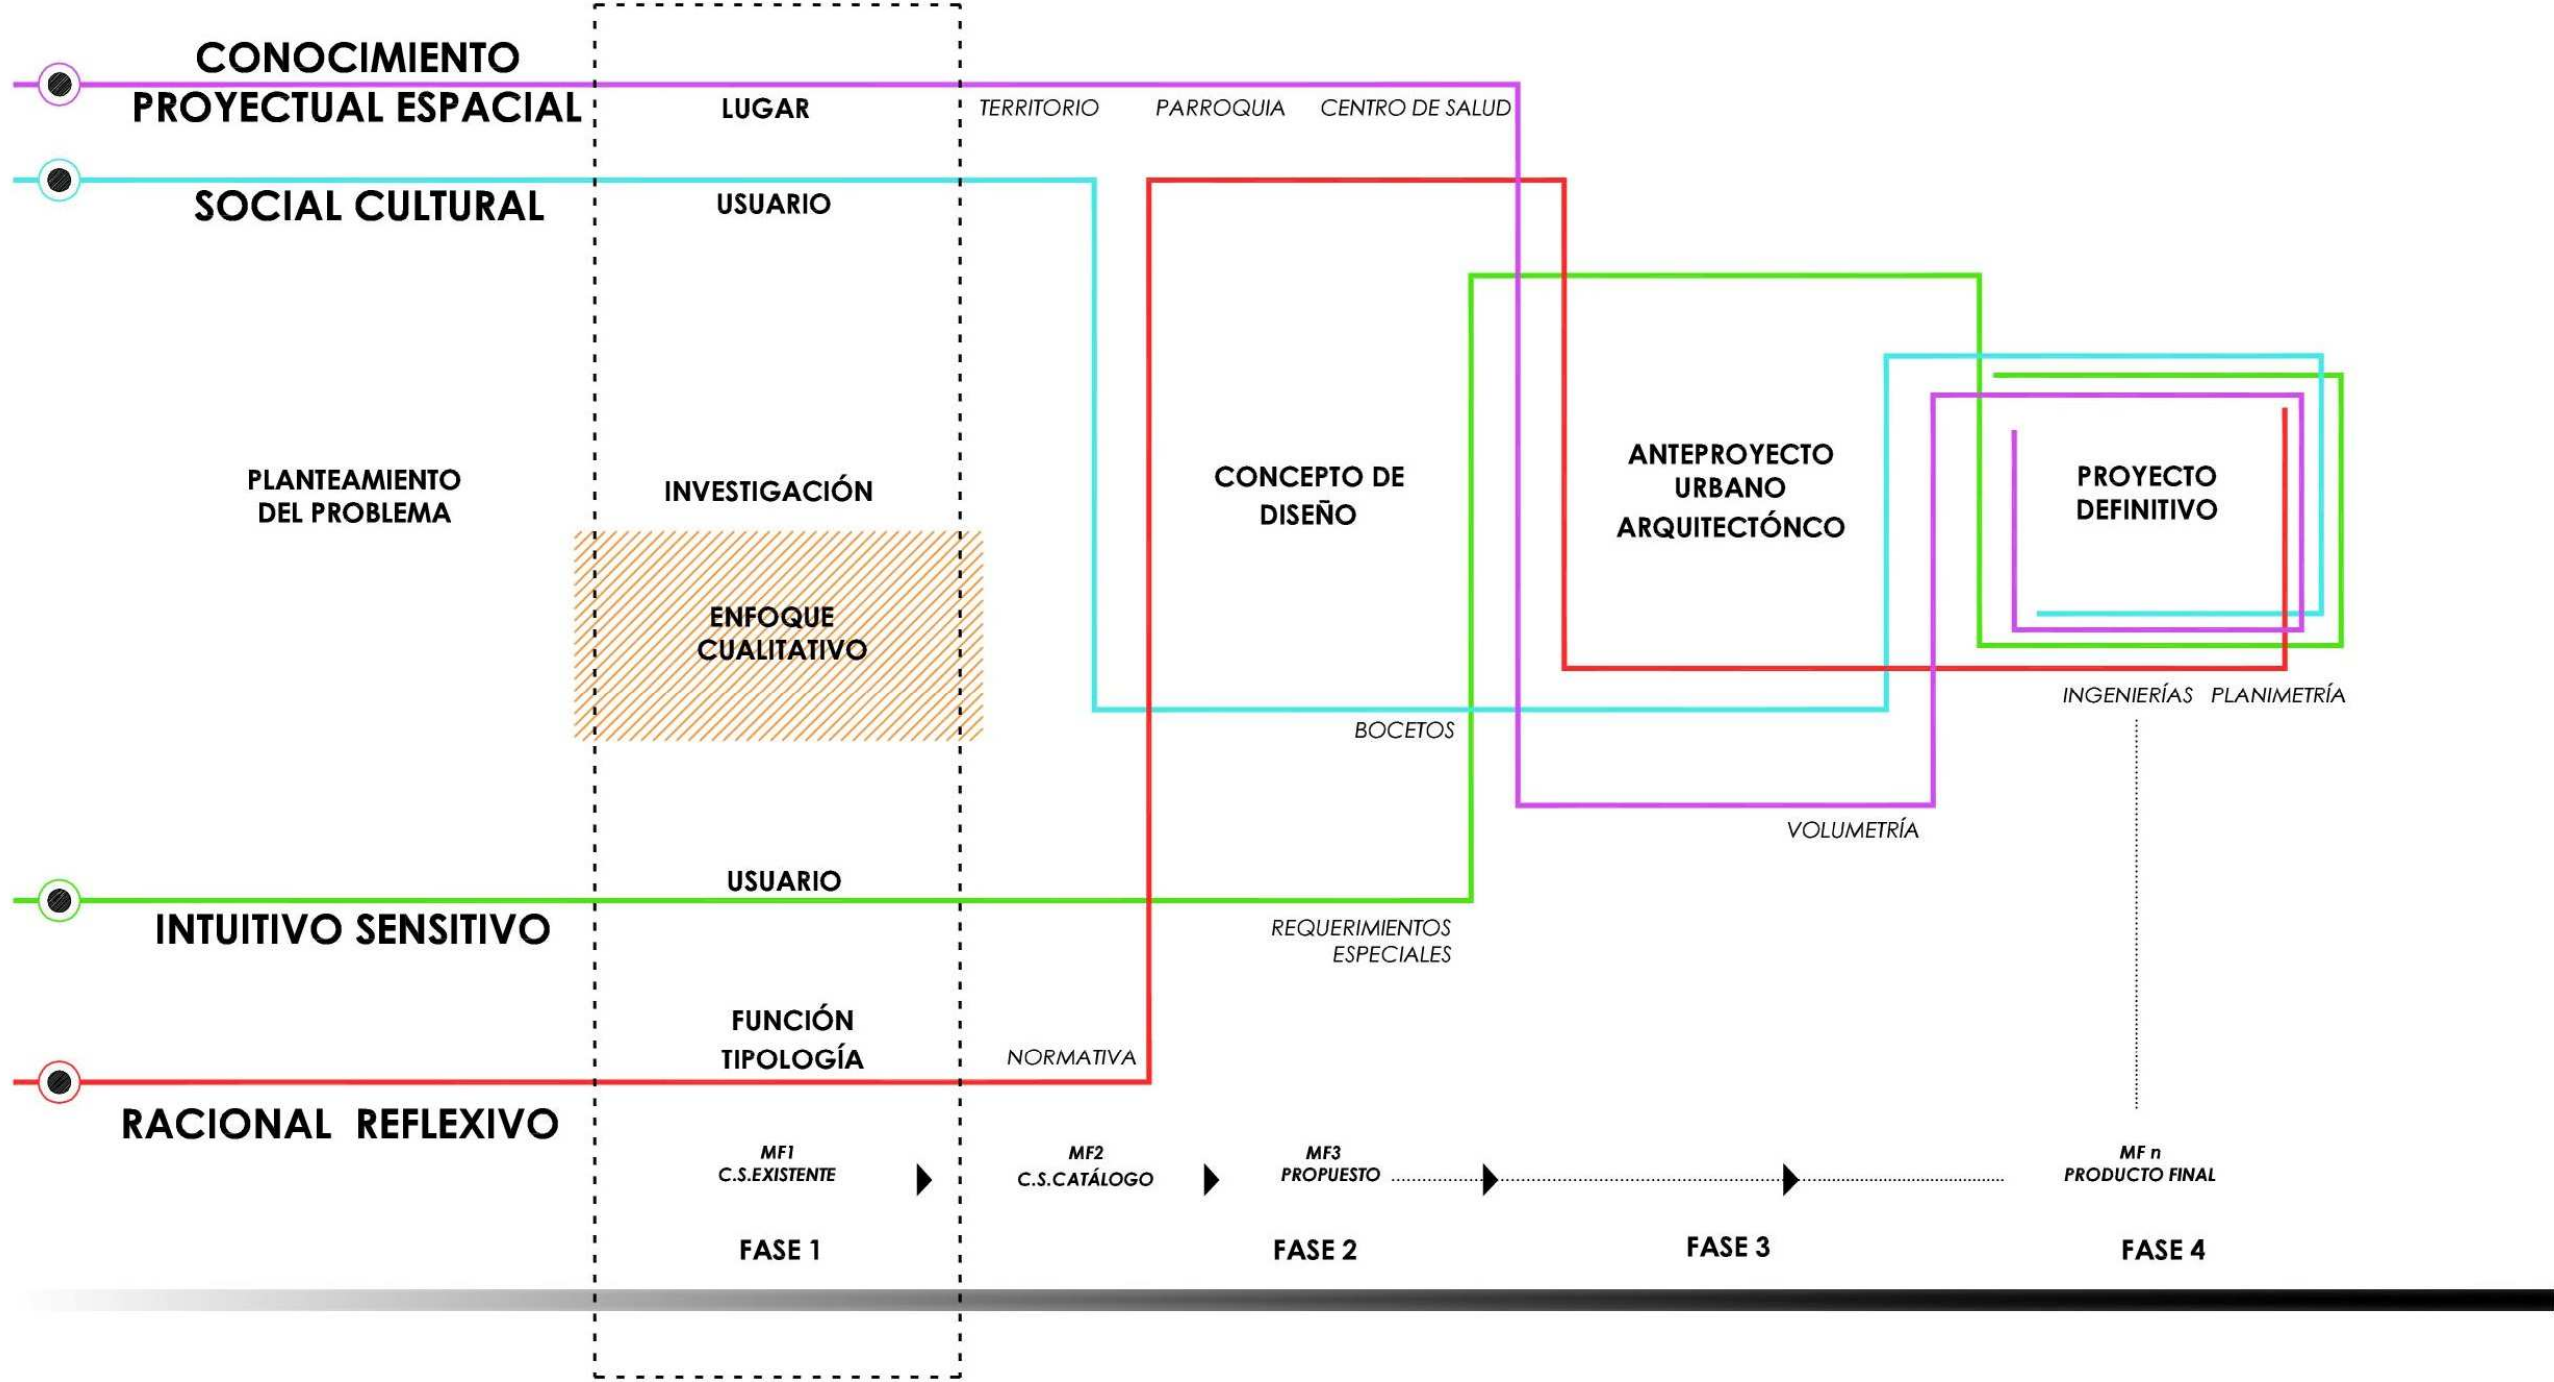 CONOCIMIENTO
PROYECTUAL ESPACIAL
LUGAR
TERRITORIO
PARROQUIA
CENTRO DE SALUD
SOCIAL CULTURAL
USUARIO
PLANTEAMIENTO
DEL PROBLEMA
INVESTIGACIÓN
ENFOQUE
CUALITATIVO
CONCEPTO DE
DISEÑO
ANTEPROYECTO
URBANO
ARQUITECTÓNCO
PROYECTO
DEFINITIVO
INGENIERÍAS
PLANIMETRÍA
BOCETOS
VOLUMETRÍA
USUARIO
INTUITIVO SENSITIVO
REQUERIMIENTOS
ESPECIALES
FUNCIÓN
TIPOLOGÍA
NORMATIVA
RACIONAL REFLEXIVO
MF1
C.S.EXISTENTE
MF2
C.S.CATÁLOGO
MF3
PROPUESTO
MF n
PRODUCTO FINAL
FASE 1
FASE 2
FASE 3
FASE 4